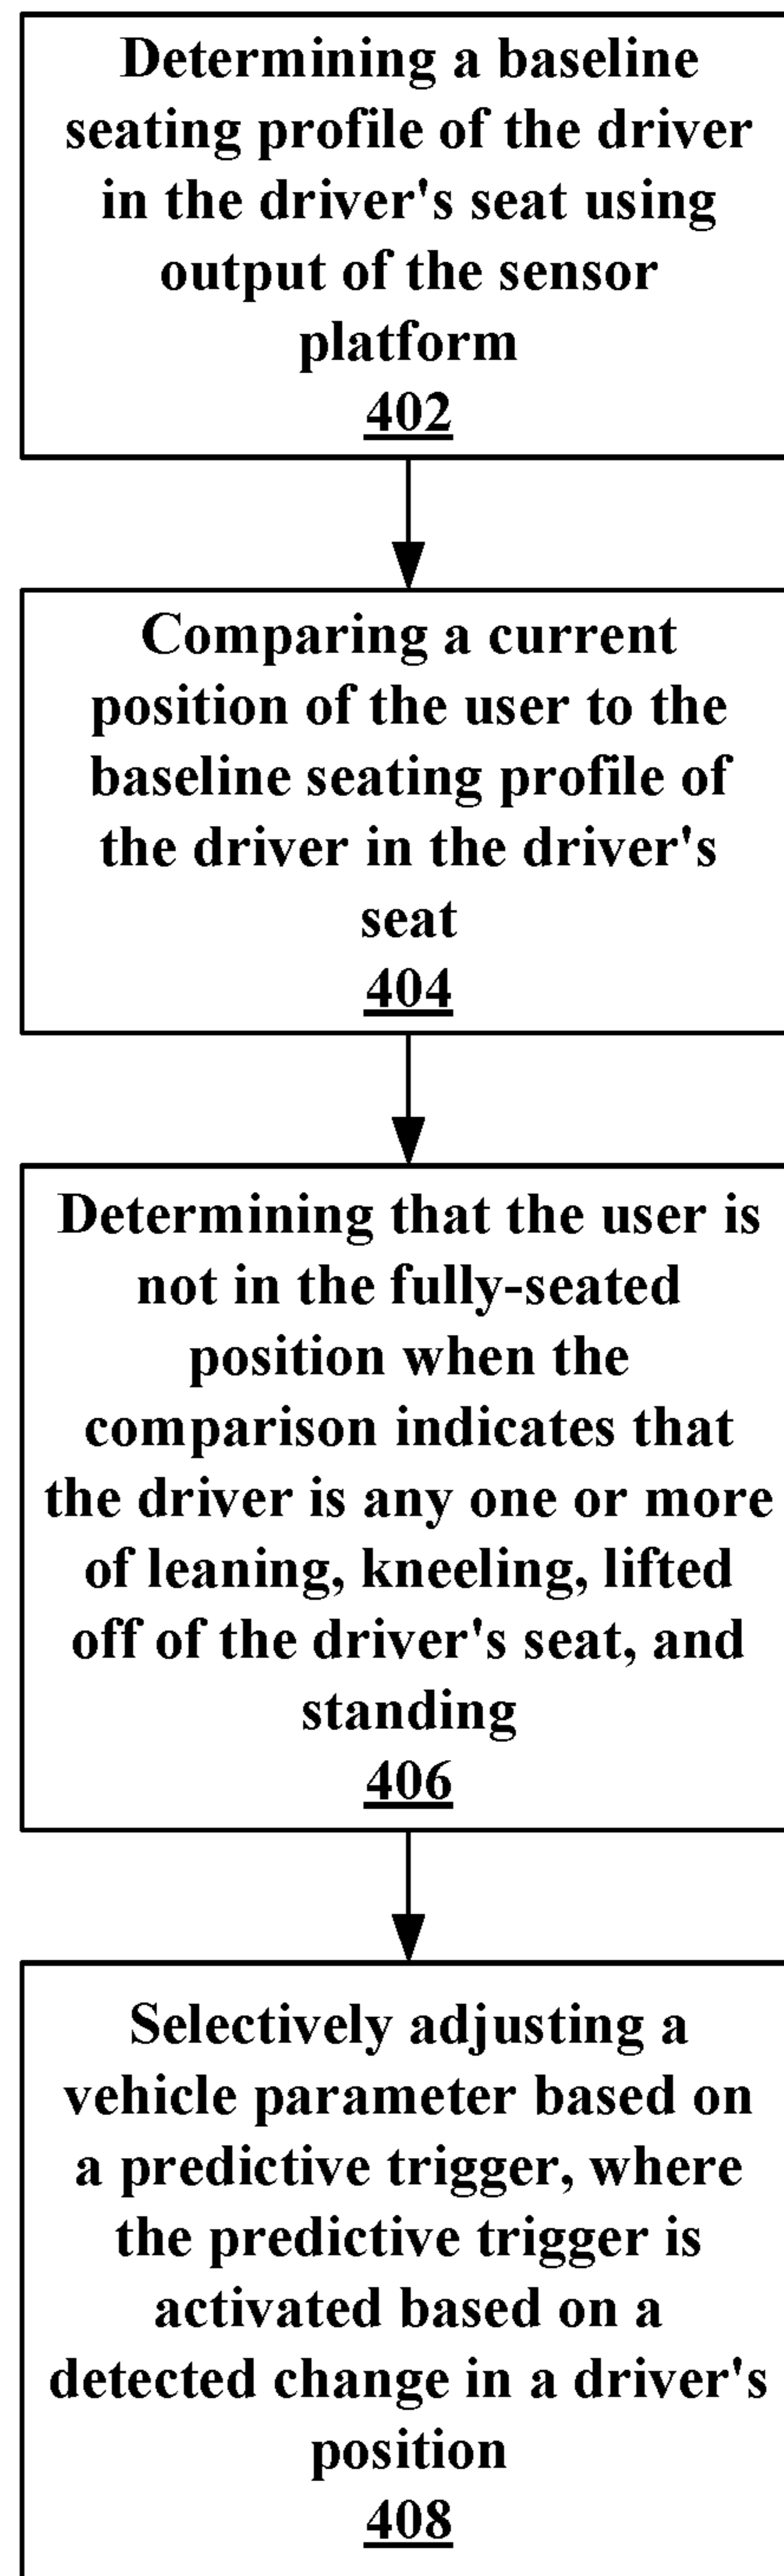 Determining a baseline
seating profile of the driver
in the driver's seat using
output of the sensor
platform
402
Comparing a current
position of the user to the
baseline seating profile of
the driver in the driver's
seat
404
Determining that the user is
not in the fully-seated
position when the
comparison indicates that
the driver is any one or more
of leaning, kneeling, lifted
off of the driver's seat, and
standing
406
Selectively adjusting a
vehicle parameter based on
a predictive trigger, where
the predictive trigger is
activated based on a
detected change in a driver's
position
408